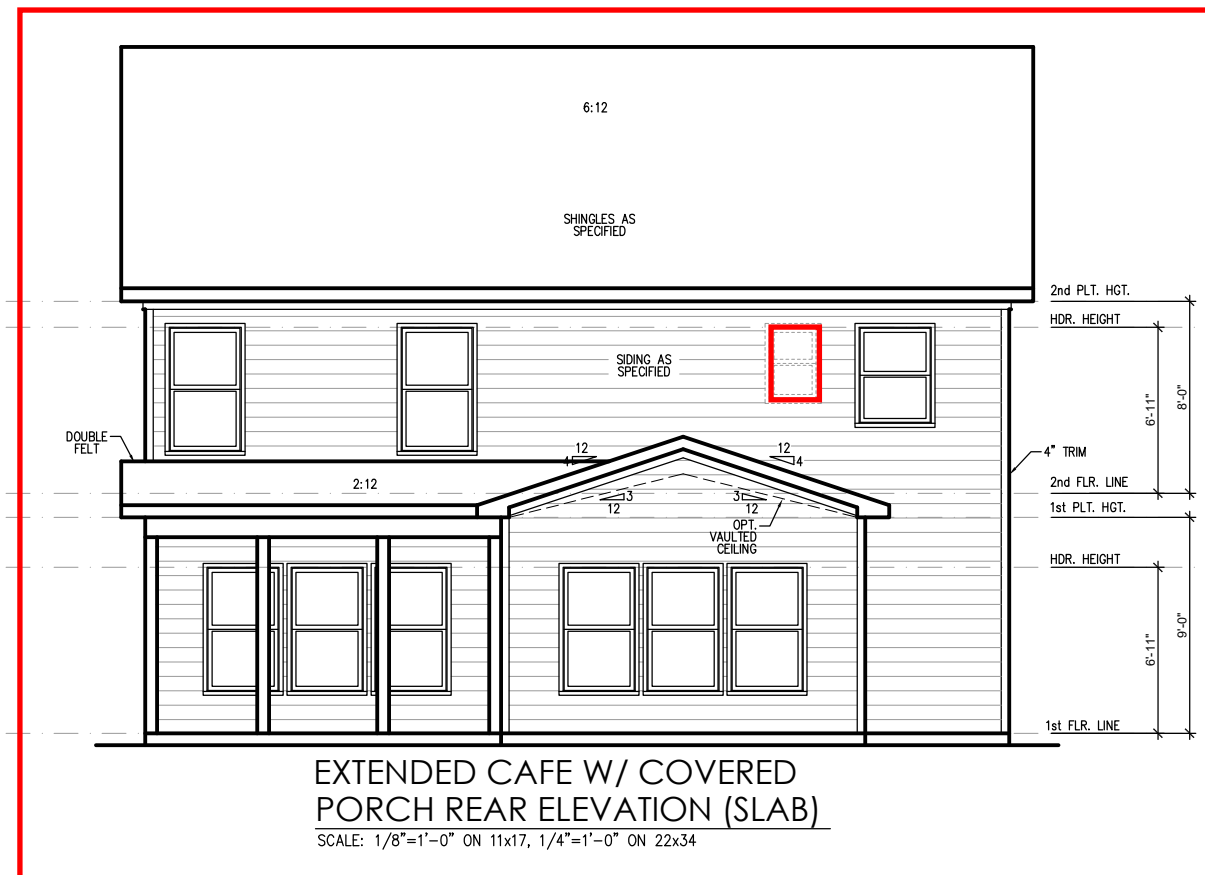 6:12
SHINGLES AS
SPECIFIED
2nd PLT. HGT.
HDR. HEIGHT
SIDING AS
SPECIFIED
6'-11"
8'-0"
DOUBLE
FELT
12
4
12
4
4" TRIM
2:12
3
12
3
12
2nd FLR. LINE
1st PLT. HGT.
OPT.
VAULTED
CEILING
HDR. HEIGHT
6'-11"
9'-0"
1st FLR. LINE
EXTENDED CAFE W/ COVERED
PORCH REAR ELEVATION (SLAB)
SCALE: 1/8"=1'-0" ON 11x17, 1/4"=1'-0" ON 22x34